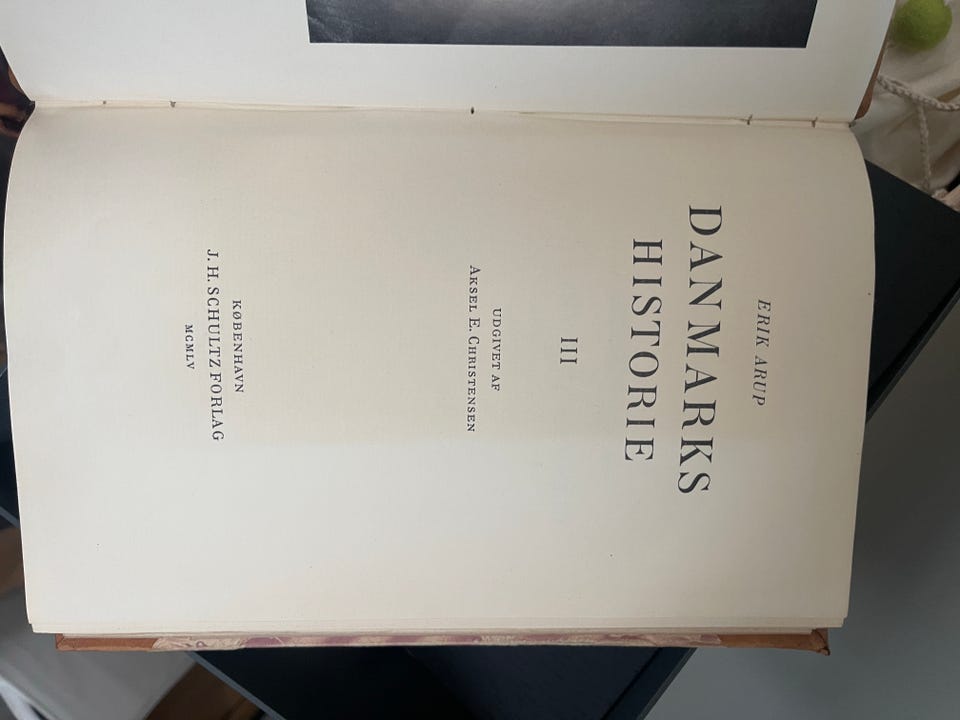 ERIK ARUP
DANMARKS
HISTORIE
III
UDGIVET AF
AKSEL E. CHRISTENSEN
KØBENHAVN
J. H. SCHULTZ FORLAG
MCMLV